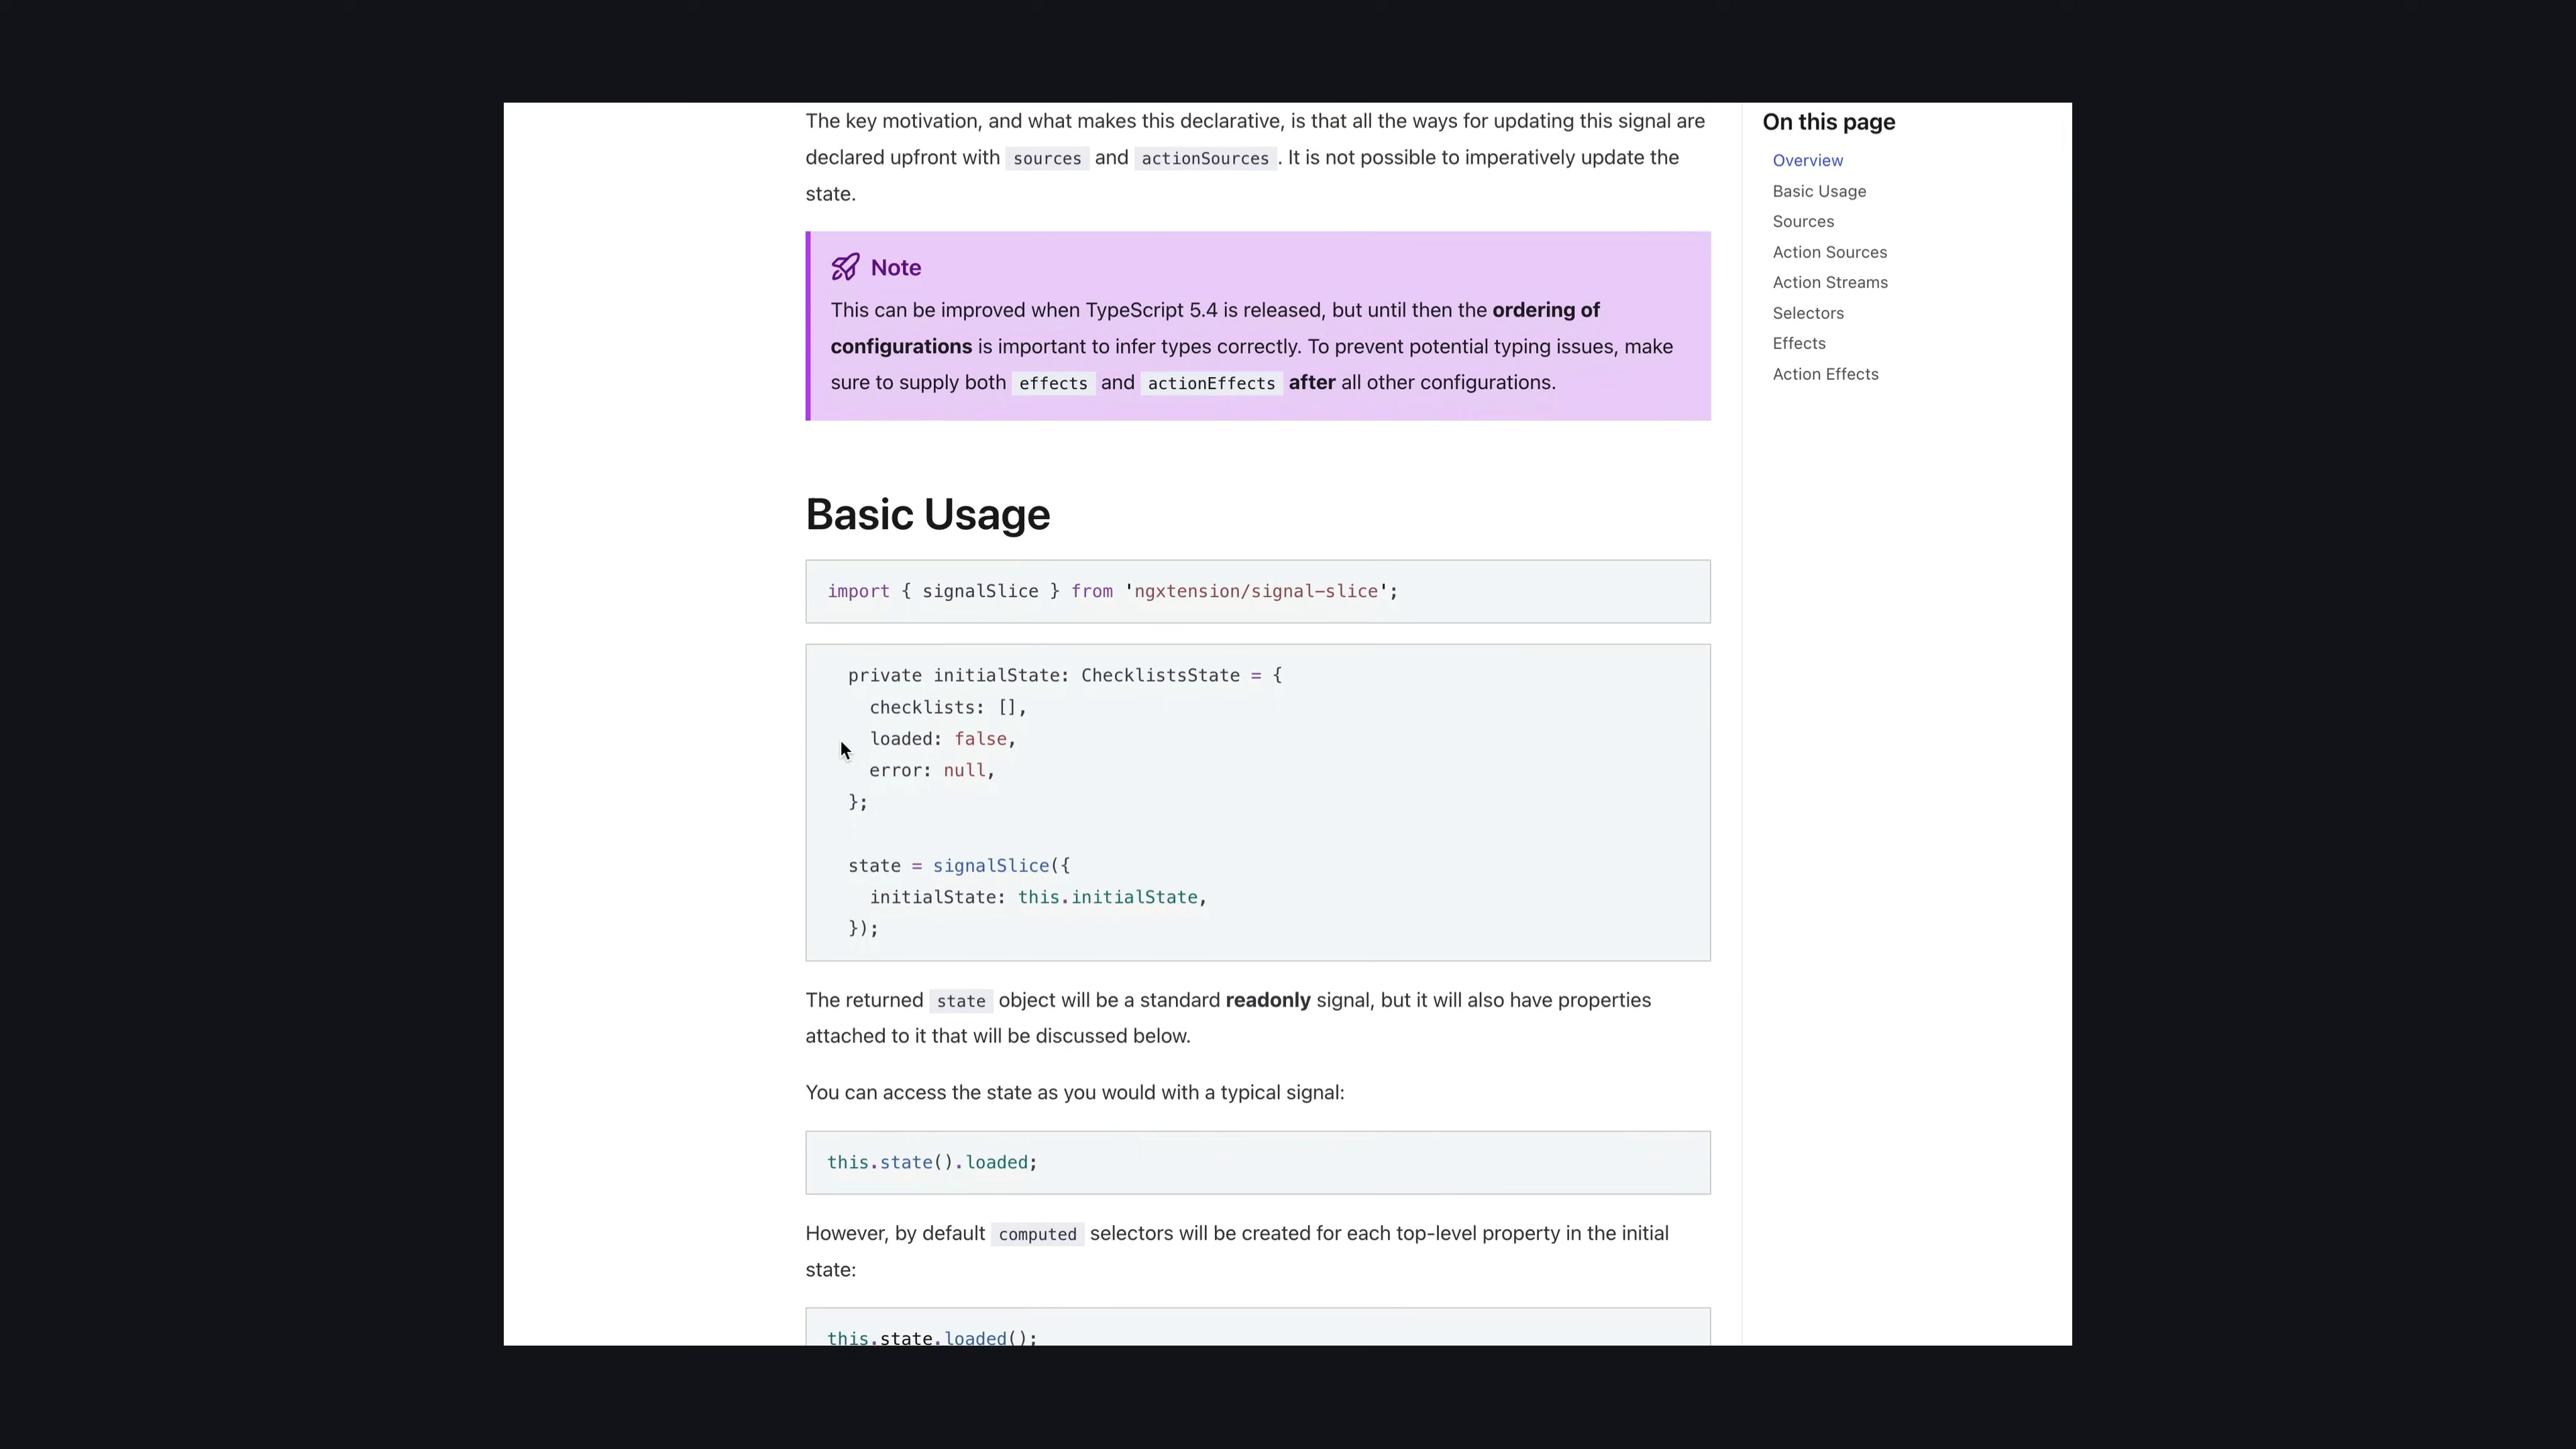 The key motivation, and what makes this declarative, is that all the ways for updating this signal are
declared upfront with sources and actionSources. It is not possible to imperatively update the
state.
Note
This can be improved when TypeScript 5.4 is released, but until then the ordering of
configurations is important to infer types correctly. To prevent potential typing issues, make
sure to supply both effects and actionEffects after all other configurations.
Basic Usage
import { signalSlice } from 'ngxtension/signal-slice';
private initialState: ChecklistsState = {
checklists: [],
loaded: false,
error: null,
};
state = signalSlice({
initialState: this.initialState,
});
The returned state object will be a standard readonly signal, but it will also have properties
attached to it that will be discussed below.
You can access the state as you would with a typical signal:
this.state().loaded;
However, by default computed selectors will be created for each top-level property in the initial
state:
this.state.loaded();
On this page
Overview
Basic Usage
Sources
Action Sources
Action Streams
Selectors
Effects
Action Effects